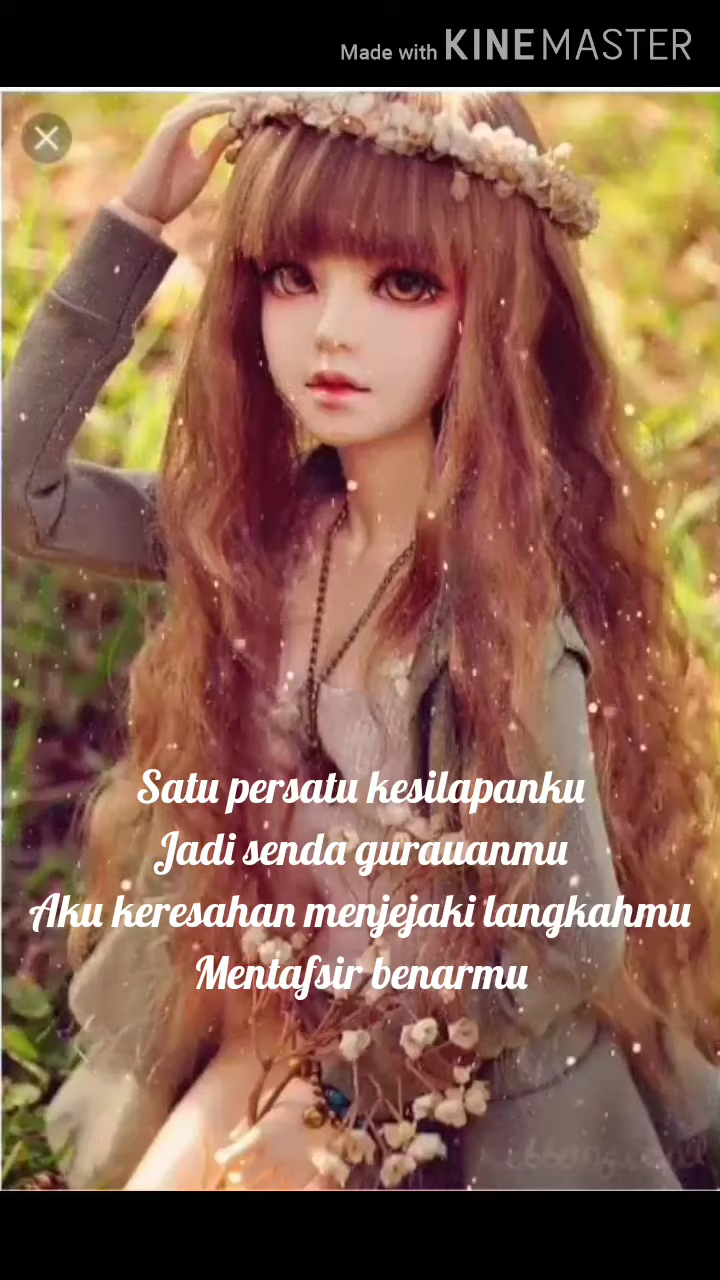 Made with KINEMASTER
Satu persatu kesilapanku
Jadi senda gurauanmu
Aku keresahan menjejaki langkahmu
Mentafsir benarmu